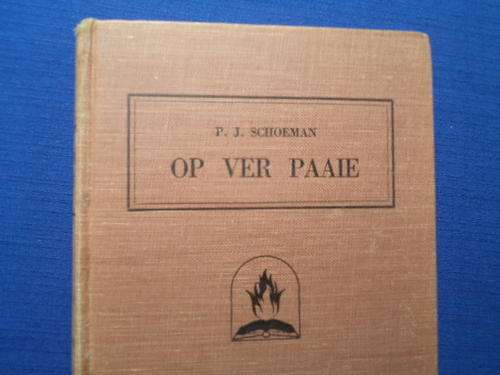 P. J. SCHOEMAN
OP VER PAAIE